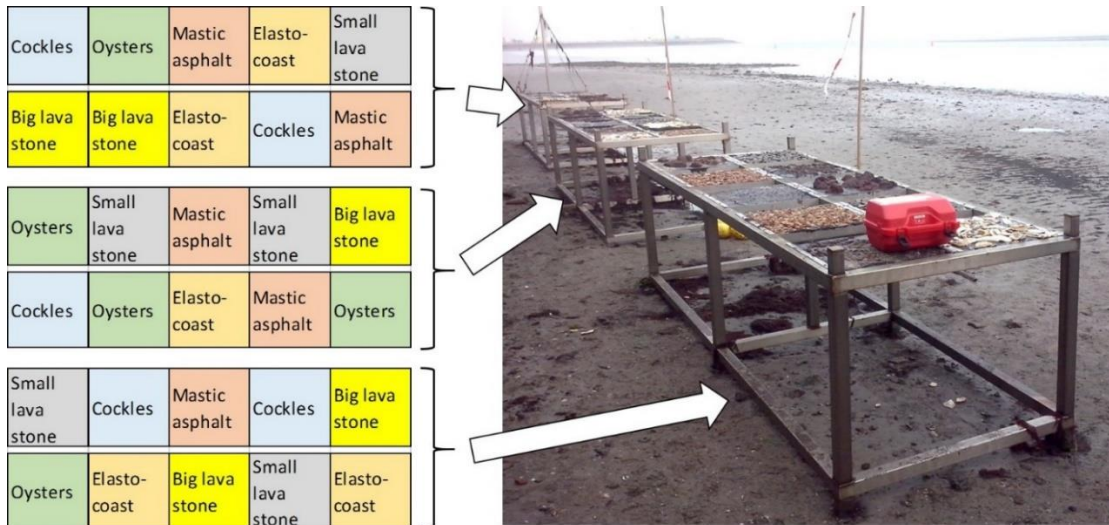 Cockles
Oysters
Mastic
asphalt
Elasto-
coast
Small
lava
stone
Big lava
stone
Big lava
stone
Elasto-
coast
Cockles
Mastic
asphalt
Oysters
Small
lava
stone
Mastic
asphalt
Small
lava
stone
Big lava
stone
Cockles
Oysters
Elasto-
coast
Mastic
asphalt
Oysters
Small
lava
stone
Cockles
Mastic
asphalt
Cockles
Big lava
stone
Oysters
Elasto-
coast
Big lava
stone
Small
lava
stone
Elasto-
coast